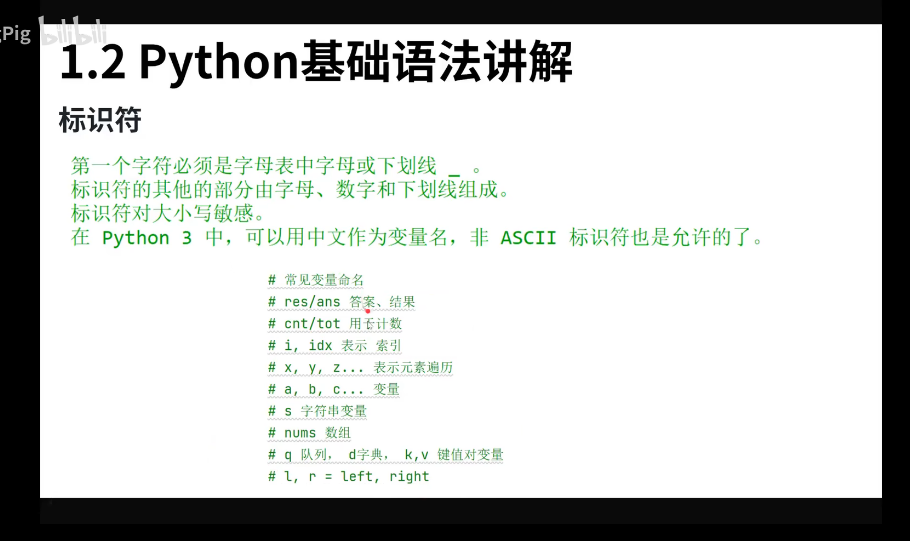 gPig bilibili
1.2 Python基础语法讲解
标识符
第一个字符必须是字母表中字母或下划线 _ 。
标识符的其他的部分由字母、数字和下划线组成。
标识符对大小写敏感。
在 Python 3 中，可以用中文作为变量名，非 ASCII 标识符也是允许的了。
# 常见变量命名
# res/ans 答案、结果
# cnt/tot 用于计数
# i, idx 表示 索引
# x, y, z... 表示元素遍历
# a, b, c... 变量
# s 字符串变量
# nums 数组
# q 队列， d字典， k,v 键值对变量
# l, r = left, right